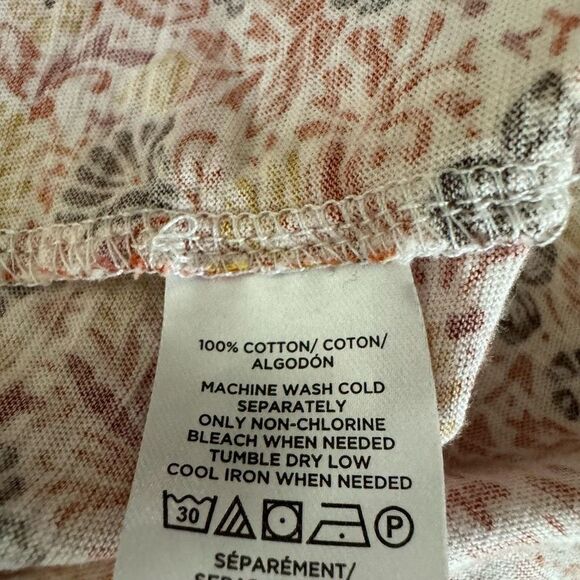 100% COTTON/ COTON/
ALGODÓN
MACHINE WASH COLD
SEPARATELY
ONLY NON-CHLORINE
BLEACH WHEN NEEDED
TUMBLE DRY LOW
COOL IRON WHEN NEEDED
30 P
SÉPARÉMENT/